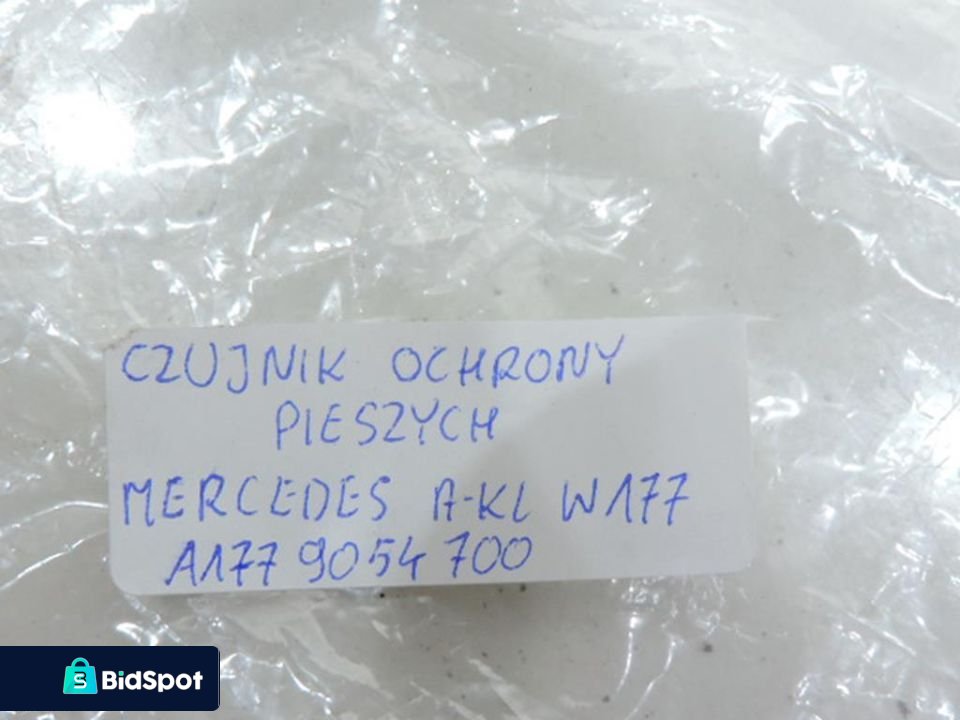 CZUJNIK OCHRONY
PIESZYCH
MERCEDES A-KL W177
A177 9054 700
BidSpot